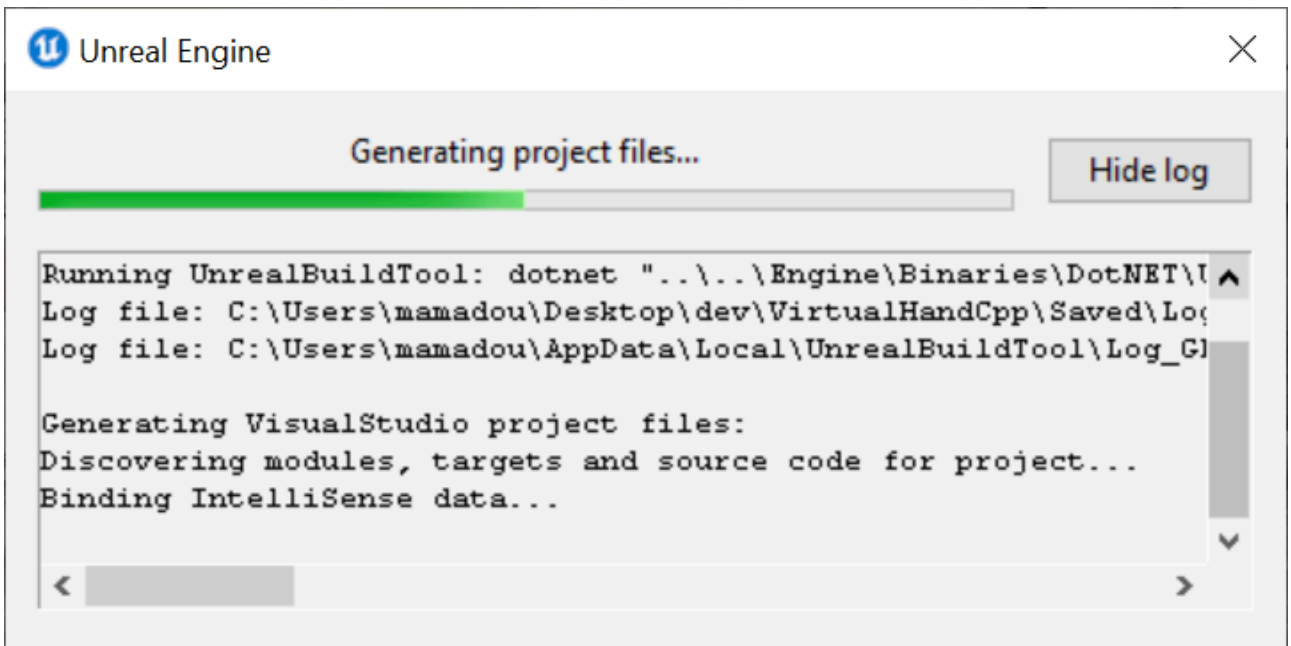 Unreal Engine
Generating project files...
Hide log
Running UnrealBuildTool: dotnet "..\..\Engine\Binaries\DotNET\
Log file: C:\Users\mamadou\Desktop\dev\VirtualHandCpp\Saved\Log
Log file: C:\Users\mamadou\AppData\Local\UnrealBuildTool\Log_G
Generating VisualStudio project files:
Discovering modules, targets and source code for project...
Binding IntelliSense data...